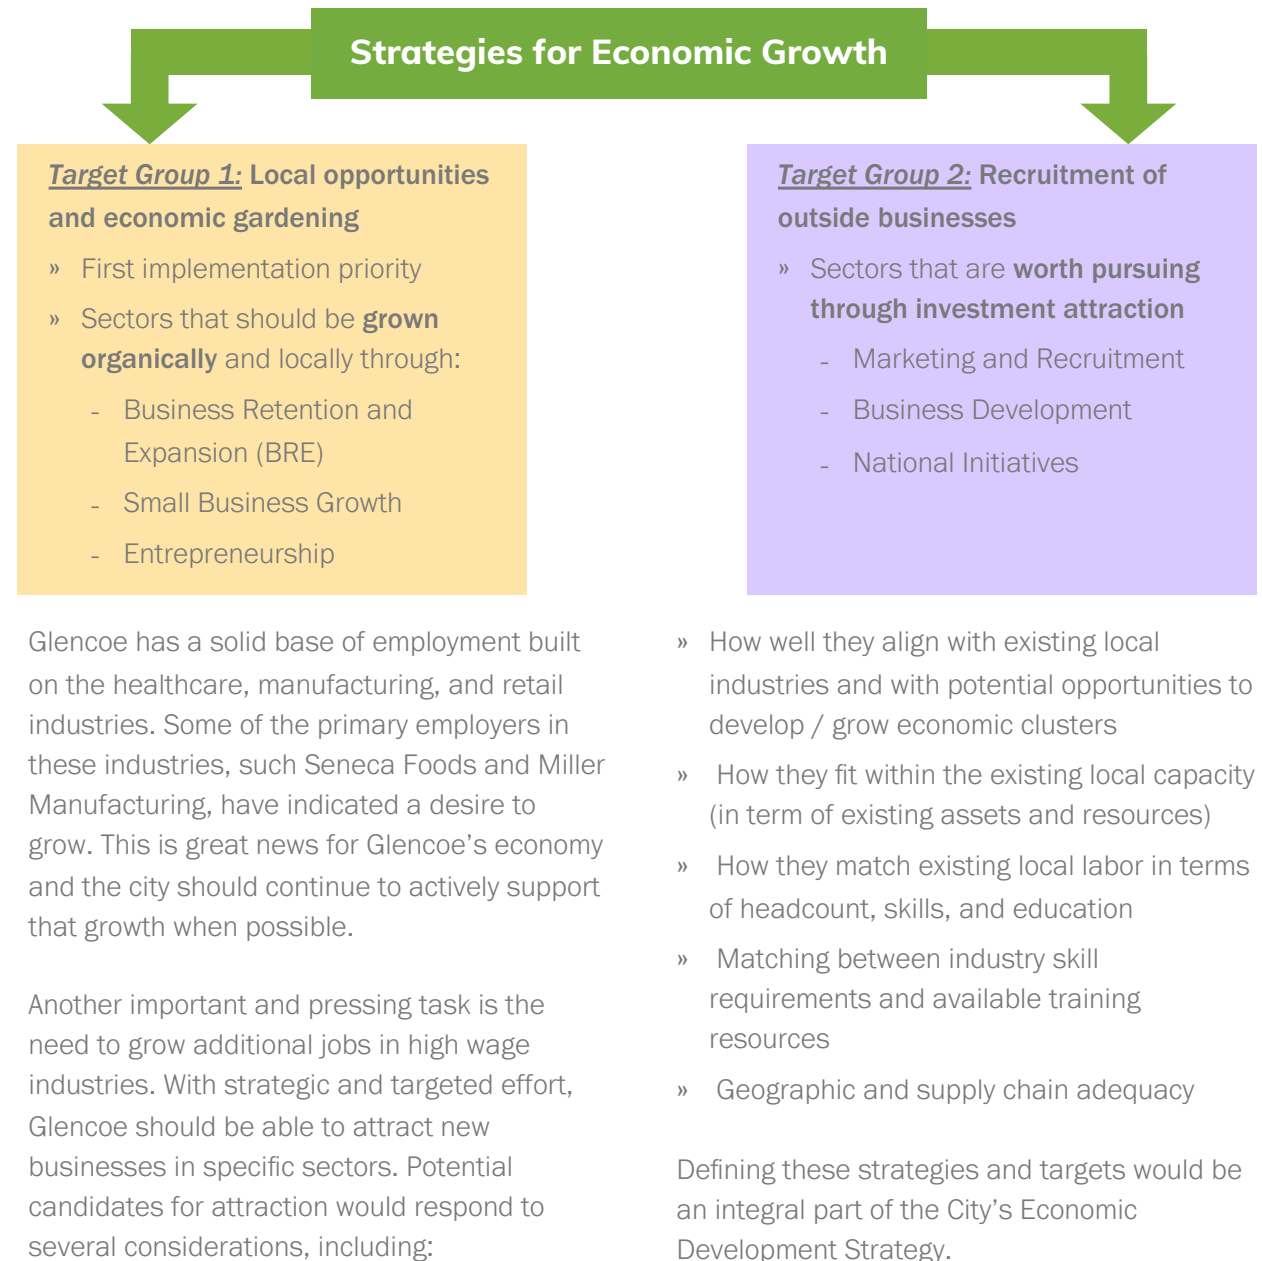 Strategies for Economic Growth
Target Group 1: Local opportunities
and economic gardening
» First implementation priority
» Sectors that should be grown
organically and locally through:
- Business Retention and
Expansion (BRE)
- Small Business Growth
- Entrepreneurship
Target Group 2: Recruitment of
outside businesses
» Sectors that are worth pursuing
through investment attraction
- Marketing and Recruitment
- Business Development
- National Initiatives
Glencoe has a solid base of employment built
on the healthcare, manufacturing, and retail
industries. Some of the primary employers in
these industries, such Seneca Foods and Miller
Manufacturing, have indicated a desire to
grow. This is great news for Glencoe’s economy
and the city should continue to actively support
that growth when possible.
Another important and pressing task is the
need to grow additional jobs in high wage
industries. With strategic and targeted effort,
Glencoe should be able to attract new
businesses in specific sectors. Potential
candidates for attraction would respond to
several considerations, including:
» How well they align with existing local
industries and with potential opportunities to
develop / grow economic clusters
» How they fit within the existing local capacity
(in term of existing assets and resources)
» How they match existing local labor in terms
of headcount, skills, and education
» Matching between industry skill
requirements and available training
resources
» Geographic and supply chain adequacy
Defining these strategies and targets would be
an integral part of the City’s Economic
Development Strategy.